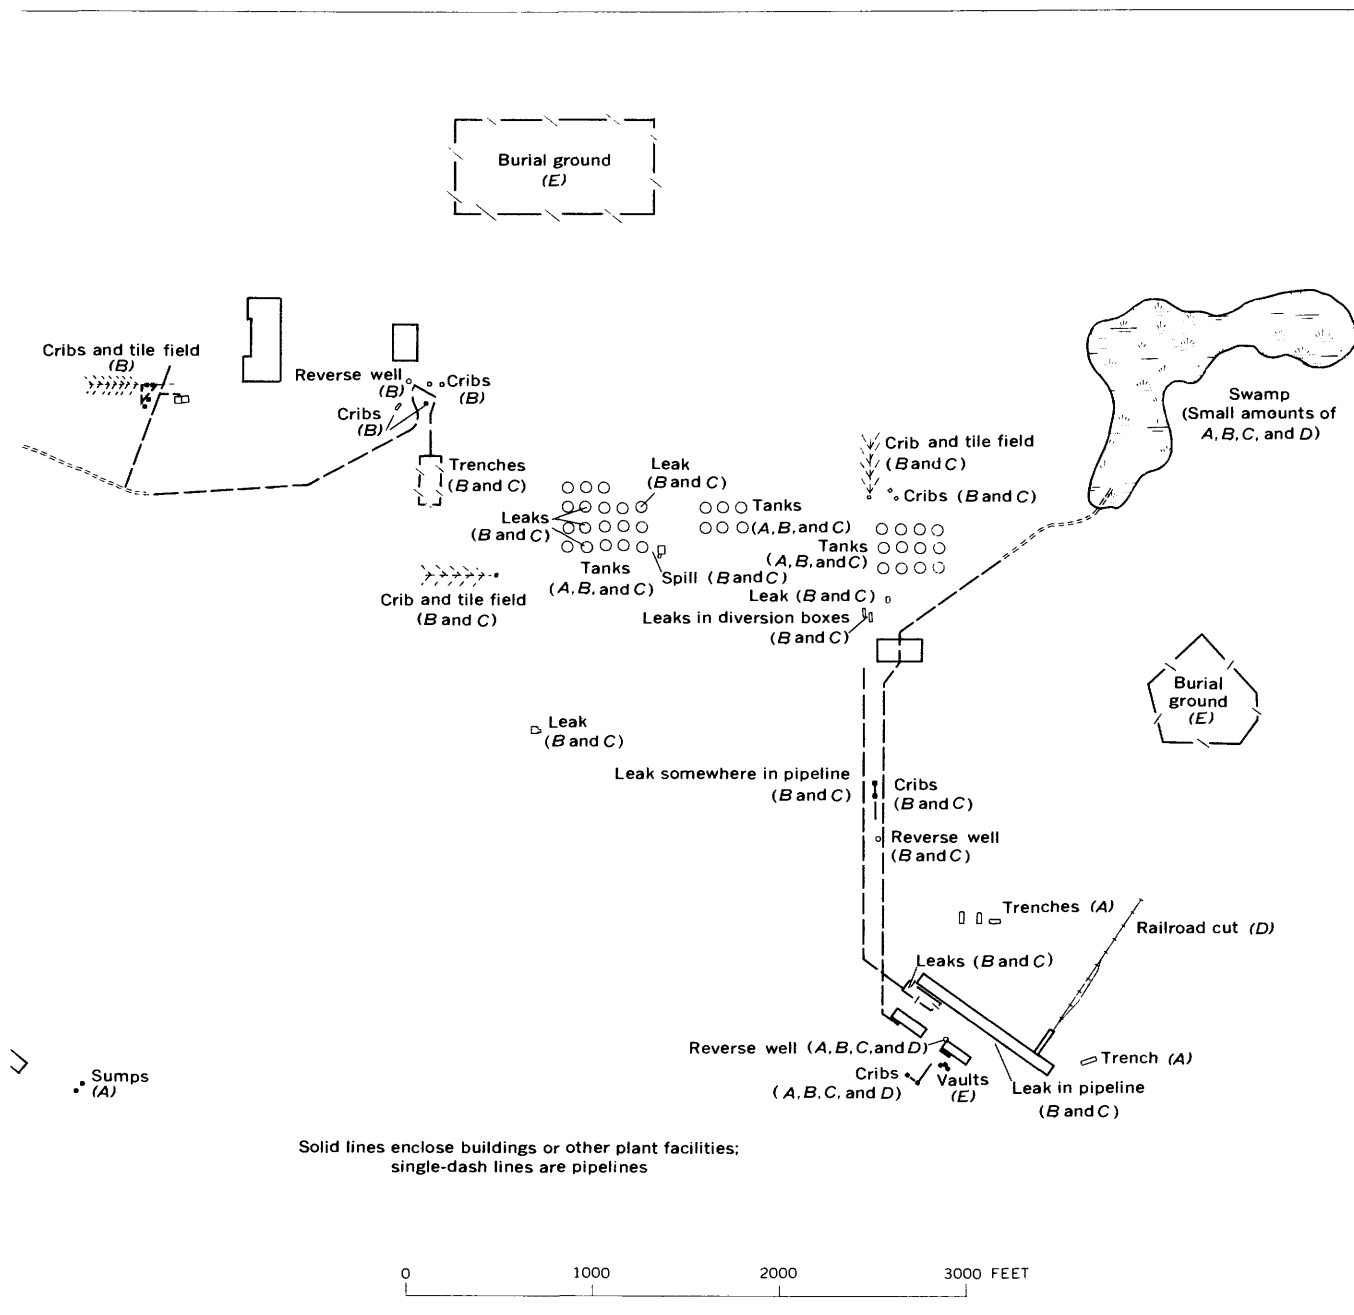 Burial ground
(E)
Cribs and tile field
(B)
Reverse well
(B)
Cribs
(B)
Cribs
(B)
Swamp
(Small amounts of
A, B, C, and D)
Crib and tile field
(B and C)
Cribs (B and C)
Trenches
(B and C)
Leak
(B and C)
Leaks
(B and C)
Tanks
(A, B, and C)
Tanks
(A, B, and C)
Tanks
(A, B, and C)
Spill (B and C)
Crib and tile field
(B and C)
Leak (B and C)
Leaks in diversion boxes
(B and C)
Burial
ground
(E)
Leak
(B and C)
Leak somewhere in pipeline
(B and C)
Cribs
(B and C)
Reverse well
(B and C)
Trenches (A)
Railroad cut (D)
Leaks (B and C)
Reverse well (A, B, C, and D)
Cribs
(A, B, C, and D)
Vaults
(E)
Trench (A)
Leak in pipeline
(B and C)
Sumps
(A)
Solid lines enclose buildings or other plant facilities;
single-dash lines are pipelines
0 1000 2000 3000 FEET